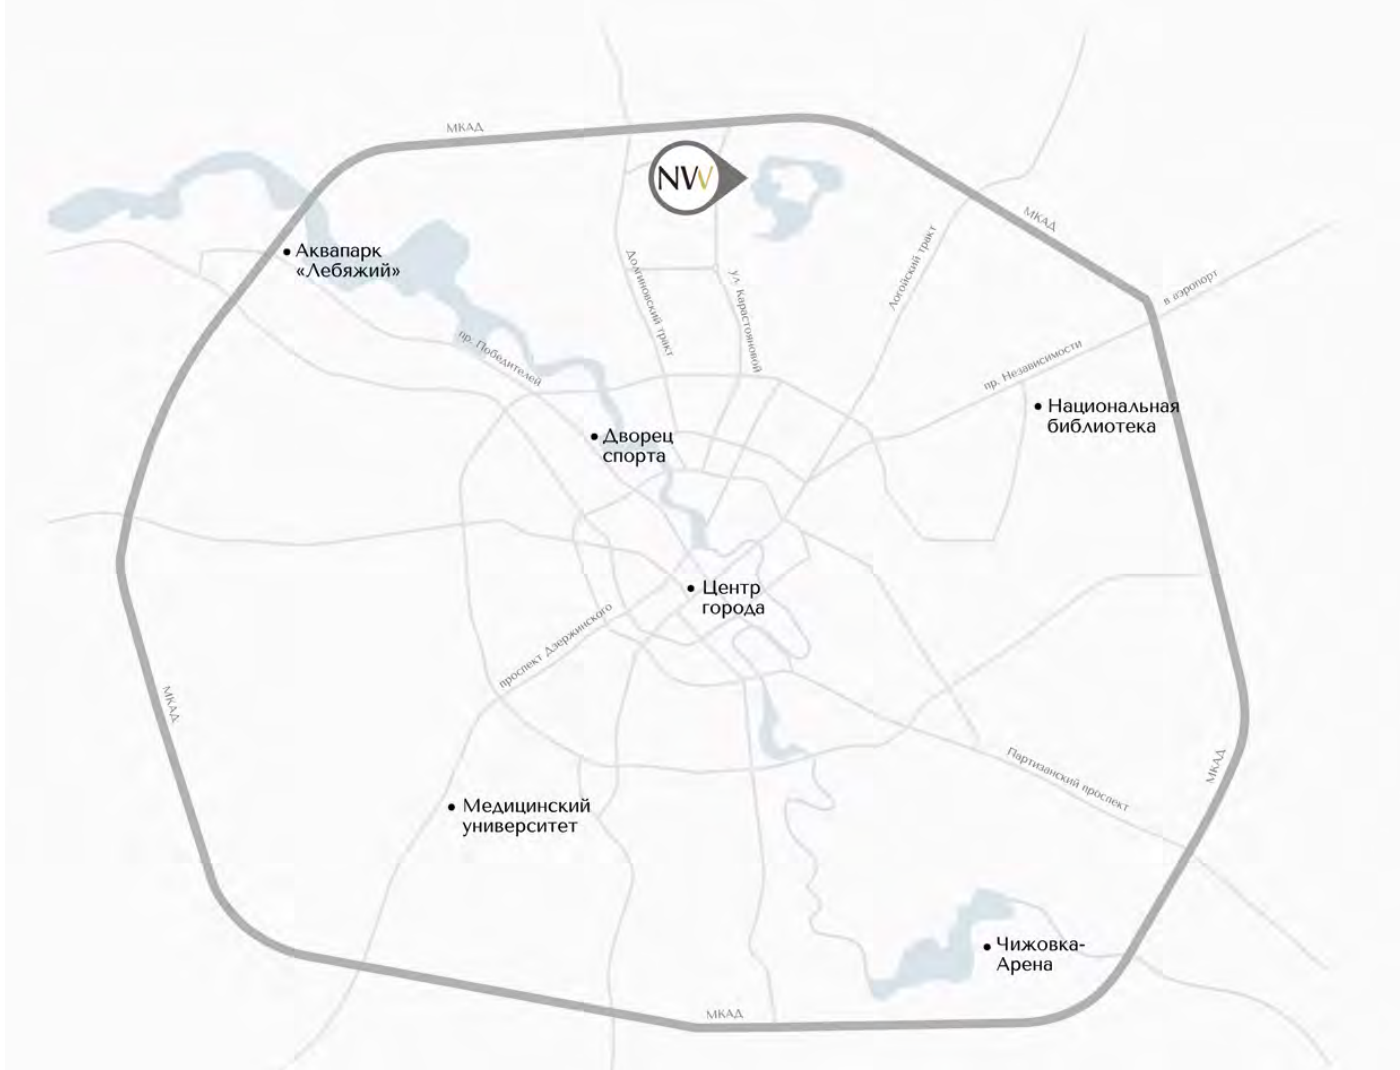 МКАД
NW
МКАД
Аквапарк
«Лебяжий»
Долгиновский тракт
ул. Карастояновой
Логойский тракт
в аэропорт
пр. Победителей
пр. Независимости
Национальная
библиотека
Дворец
спорта
Центр
города
проспект Дзержинского
МКАД
МКАД
Партизанский проспект
Медицинский
университет
Чижовка-
Арена
МКАД